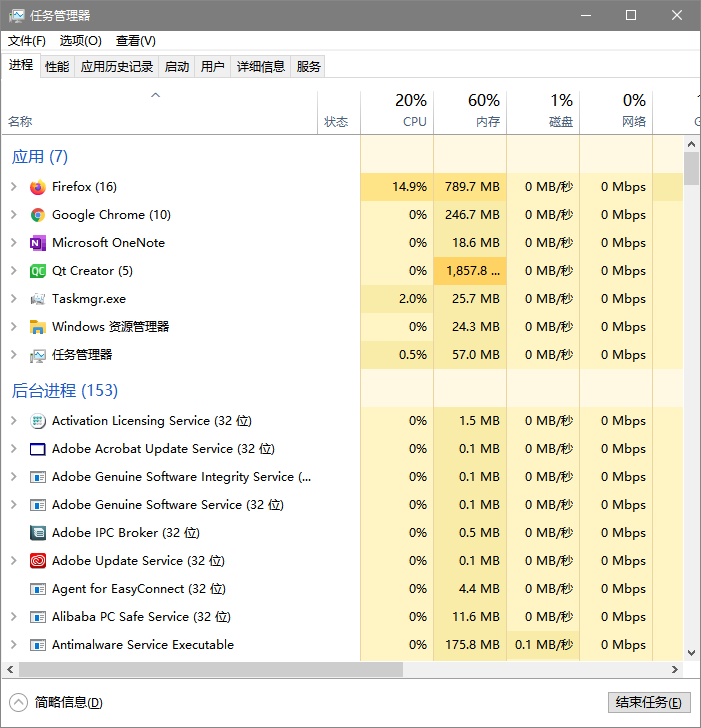 任务管理器
文件(F) 选项(O) 查看(V)
进程 性能 应用历史记录 启动 用户 详细信息 服务
20% 60% 1% 0%
名称 状态 CPU 内存 磁盘 网络 G
应用 (7)
Firefox (16) 14.9% 789.7 MB 0 MB/秒 0 Mbps
Google Chrome (10) 0% 246.7 MB 0 MB/秒 0 Mbps
Microsoft OneNote 0% 18.6 MB 0 MB/秒 0 Mbps
QC Qt Creator (5) 0% 1,857.8 ... 0 MB/秒 0 Mbps
Taskmgr.exe 2.0% 25.7 MB 0 MB/秒 0 Mbps
Windows 资源管理器 0% 24.3 MB 0 MB/秒 0 Mbps
任务管理器 0.5% 57.0 MB 0 MB/秒 0 Mbps
后台进程 (153)
Activation Licensing Service (32 位) 0% 1.5 MB 0 MB/秒 0 Mbps
Adobe Acrobat Update Service (32 位) 0% 0.1 MB 0 MB/秒 0 Mbps
Adobe Genuine Software Integrity Service (... 0% 0.1 MB 0 MB/秒 0 Mbps
Adobe Genuine Software Service (32 位) 0% 0.1 MB 0 MB/秒 0 Mbps
Adobe IPC Broker (32 位) 0% 0.5 MB 0 MB/秒 0 Mbps
Adobe Update Service (32 位) 0% 0.1 MB 0 MB/秒 0 Mbps
Agent for EasyConnect (32 位) 0% 4.4 MB 0 MB/秒 0 Mbps
Alibaba PC Safe Service (32 位) 0% 11.6 MB 0 MB/秒 0 Mbps
Antimalware Service Executable 0% 175.8 MB 0.1 MB/秒 0 Mbps
简略信息(D) 结束任务(E)